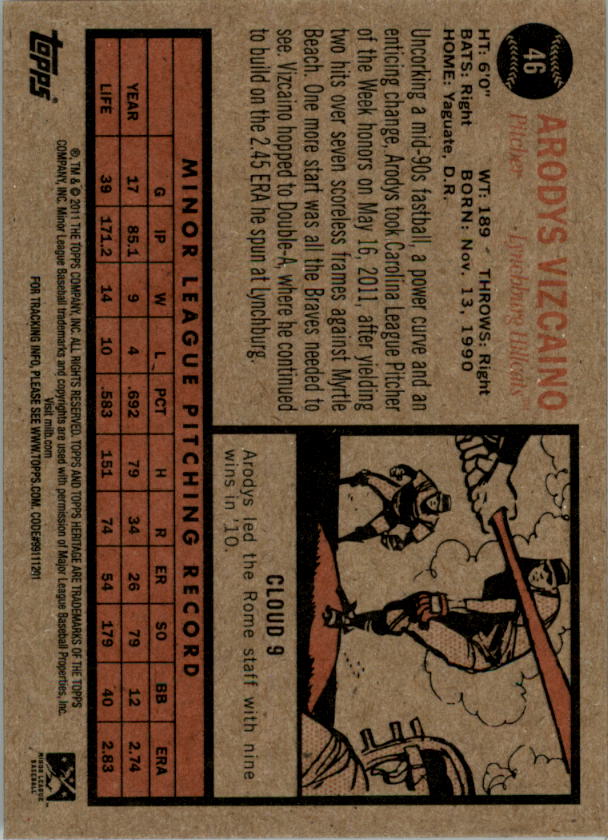 46
ARODYS VIZCAINO
Pitcher Lynchburg Hillcats™
HT: 6'0" WT: 189 THROWS: Right
BATS: Right BORN: Nov. 13, 1990
HOME: Yaguate, D.R.
Uncorking a mid-90s fastball, a power curve and an
enticing change, Arodys took Carolina League Pitcher
of the Week honors on May 16, 2011, after yielding
two hits over seven scoreless frames against Myrtle
Beach. One more start was all the Braves needed to
see. Vizcaino hopped to Double-A, where he continued
to build on the 2.45 ERA he spun at Lynchburg.
CLOUD 9
Arodys led the Rome staff with nine
wins in '10.
MINOR LEAGUE PITCHING RECORD
G IP W L PCT H R ER SO BB ERA
YEAR 17 85.1 9 4 .692 79 34 26 79 12 2.74
LIFE 39 171.2 14 10 .583 151 74 54 179 40 2.83
topps®
®, TM & © 2011 THE TOPPS COMPANY, INC. ALL RIGHTS RESERVED. TOPPS AND TOPPS HERITAGE ARE TRADEMARKS OF THE TOPPS
COMPANY, INC. Minor League Baseball trademarks and copyrights are used with permission of Major League Baseball Properties, Inc.
Visit milb.com.
FOR TRACKING INFO, PLEASE SEE WWW.TOPPS.COM. CODE#99111201
MINOR LEAGUE
BASEBALL